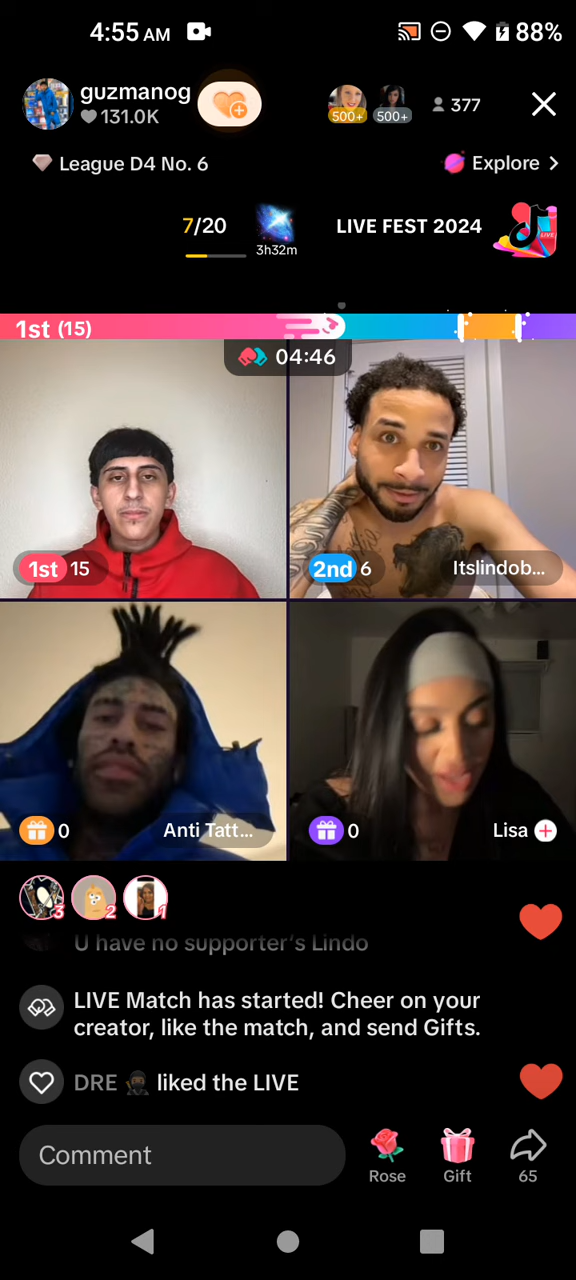 4:55 AM
88%
guzmanog
131.0K
500+
500+
377
League D4 No. 6
Explore >
7/20
3h32m
LIVE FEST 2024
LIVE
1st (15)
04:46
1st 15
2nd 6
Itslindob...
0
Anti Tatt...
0
Lisa
3
2
1
U have no supporter's Lindo
LIVE Match has started! Cheer on your
creator, like the match, and send Gifts.
DRE 🥷 liked the LIVE
Comment
Rose
Gift
65